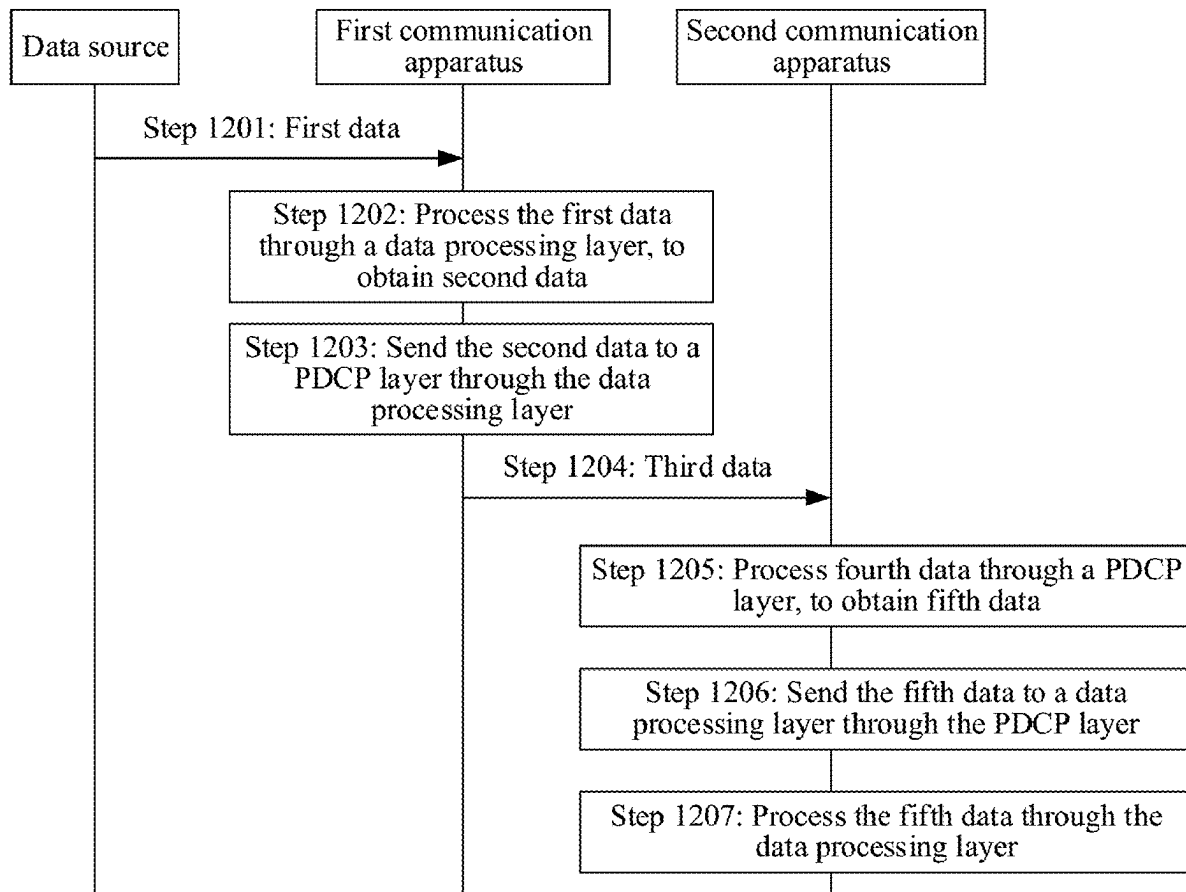 Data source
First communication
apparatus
Second communication
apparatus
Step 1201: First data
Step 1202: Process the first data
through a data processing layer, to
obtain second data
Step 1203: Send the second data to a
PDCP layer through the data
processing layer
Step 1204: Third data
Step 1205: Process fourth data through a PDCP
layer, to obtain fifth data
Step 1206: Send the fifth data to a data
processing layer through the PDCP layer
Step 1207: Process the fifth data through the
data processing layer